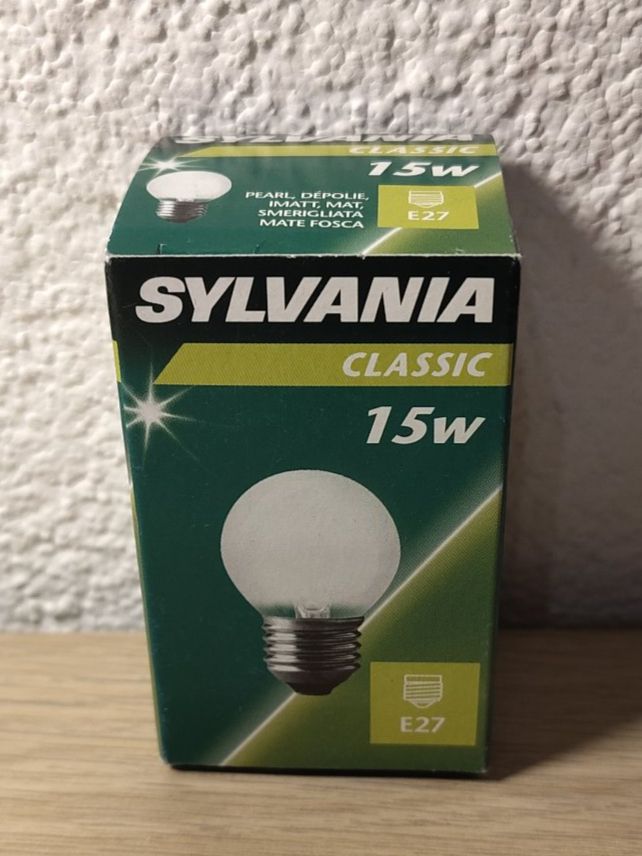 SYLVANIA
CLASSIC
15w
PEARL, DÉPOLIE,
IMATT, MAT,
SMERIGLIATA
MATE FOSCA
E27
SYLVANIA
CLASSIC
15w
E27